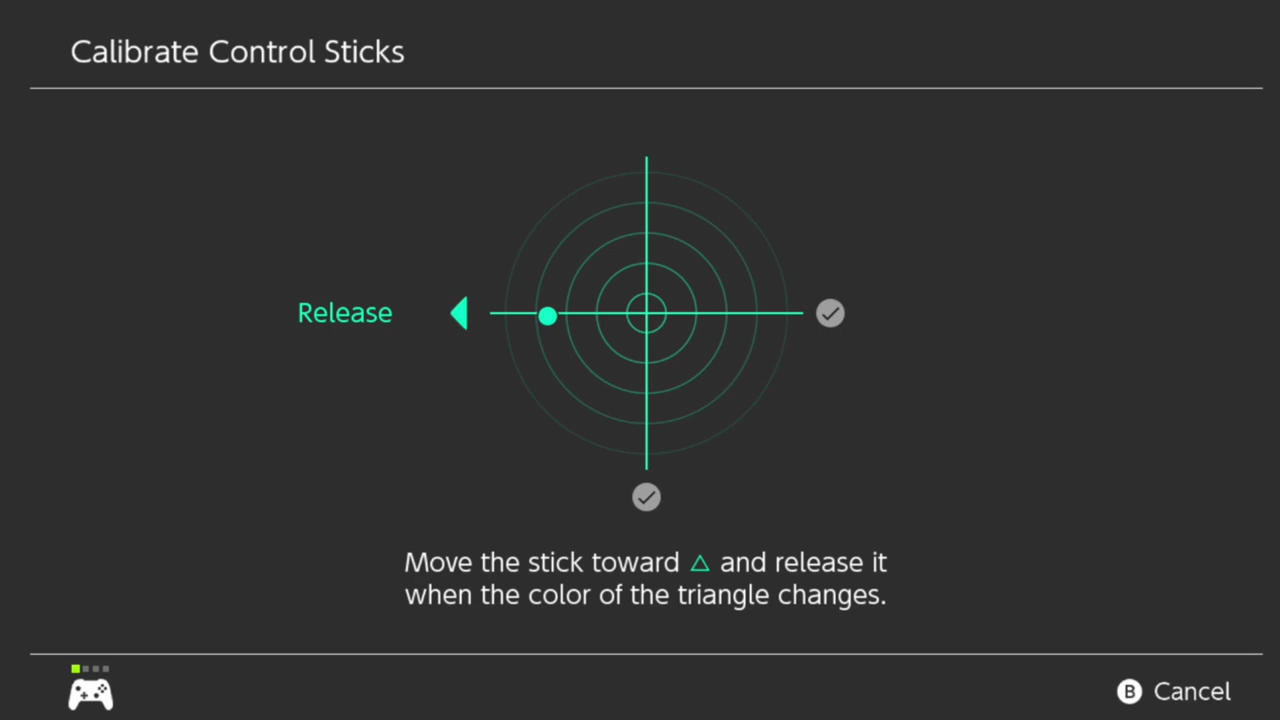 Calibrate Control Sticks
Release
Move the stick toward △ and release it
when the color of the triangle changes.
B Cancel